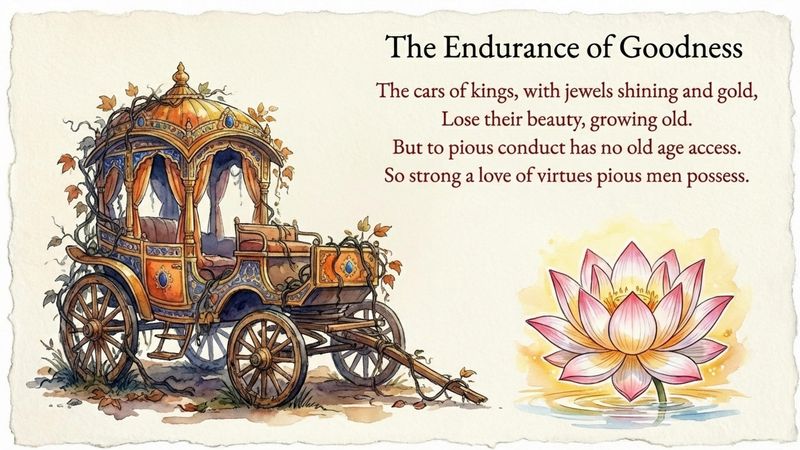 The Endurance of Goodness
The cars of kings, with jewels shining and gold,
Lose their beauty, growing old.
But to pious conduct has no old age access.
So strong a love of virtues pious men possess.